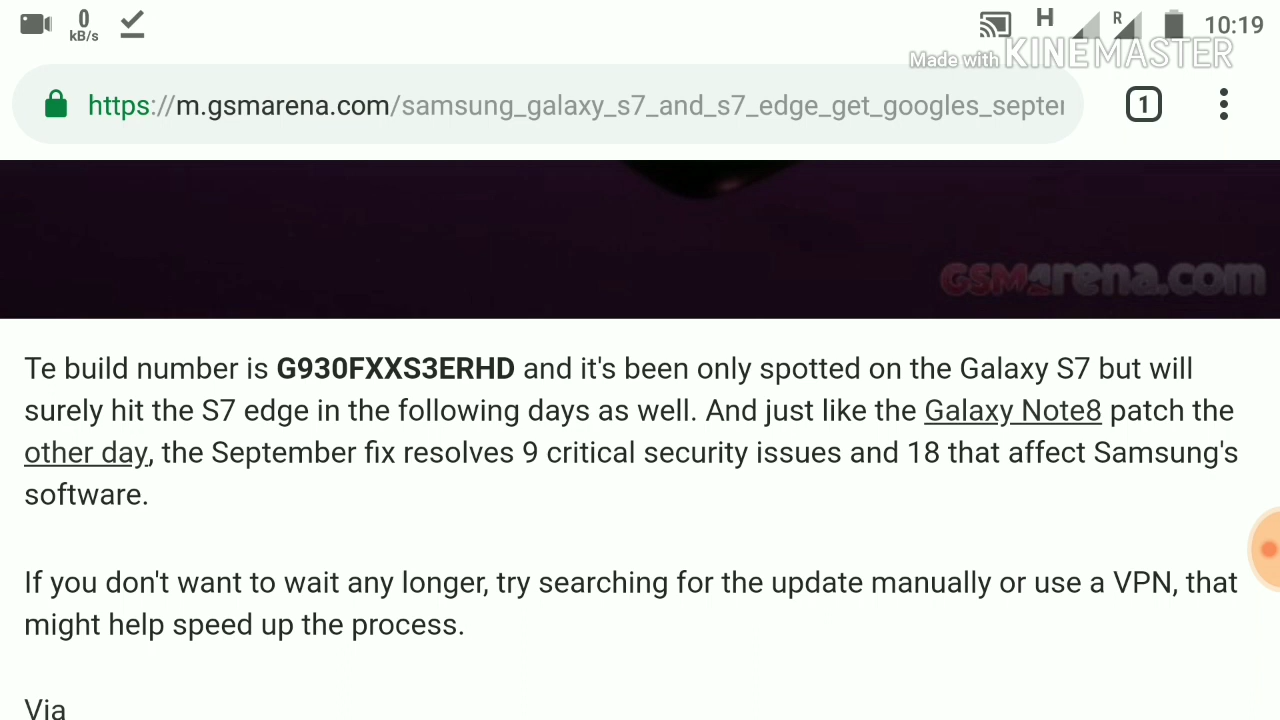 0
kB/s
H
R
10:19
Made with KINEMASTER
https://m.gsmarena.com/samsung_galaxy_s7_and_s7_edge_get_googles_septer
1
GSMarena.com
Te build number is G930FXXS3ERHD and it's been only spotted on the Galaxy S7 but will
surely hit the S7 edge in the following days as well. And just like the Galaxy Note8 patch the
other day, the September fix resolves 9 critical security issues and 18 that affect Samsung's
software.
If you don't want to wait any longer, try searching for the update manually or use a VPN, that
might help speed up the process.
Via